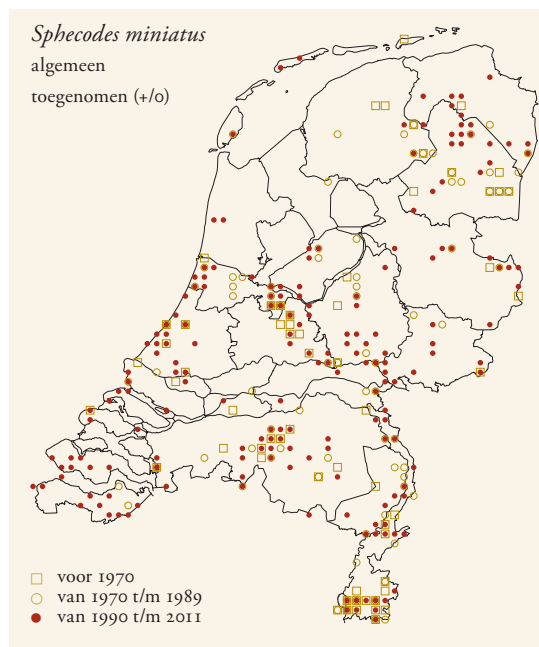 Sphecodes miniatus
algemeen
toegenomen (+/0)
voor 1970
van 1970 t/m 1989
van 1990 t/m 2011